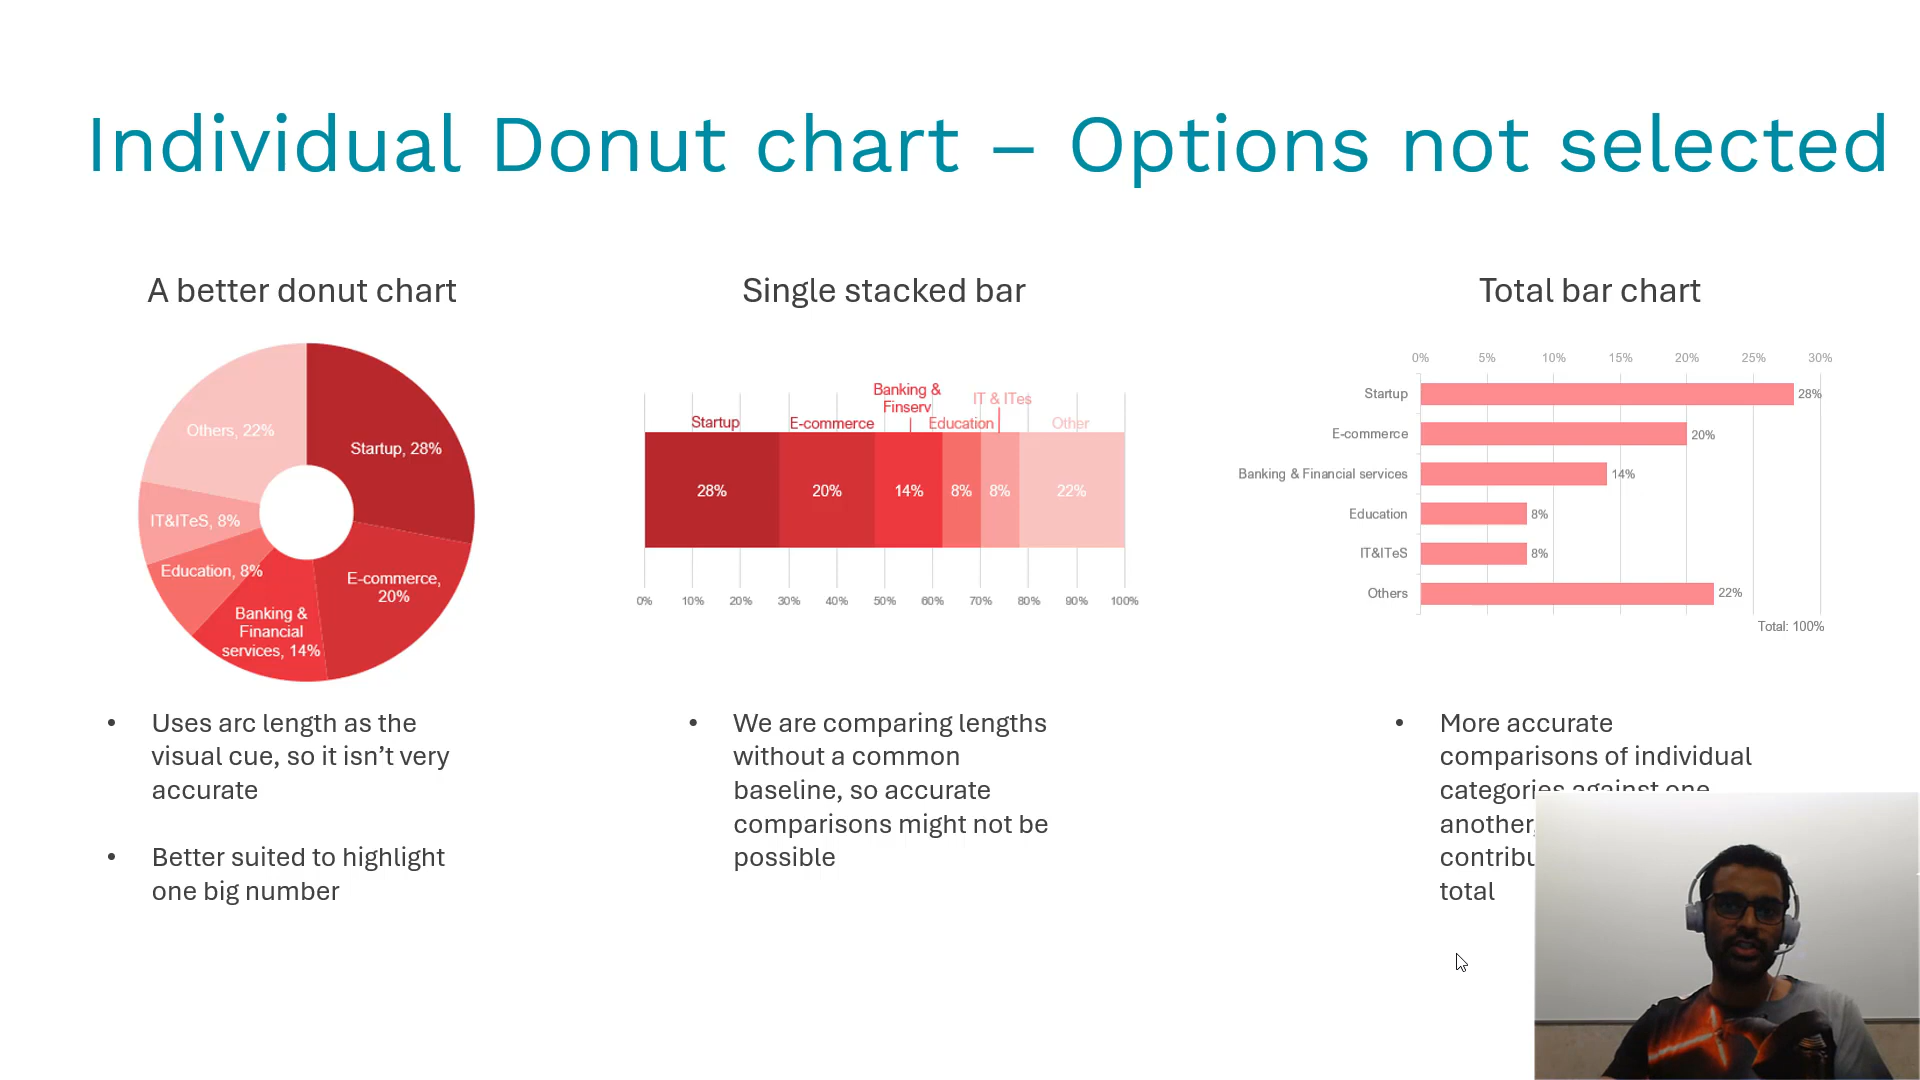 Individual Donut chart – Options not selected
A better donut chart
Others, 22%
Startup, 28%
IT&ITeS, 8%
Education, 8%
E-commerce,
20%
Banking &
Financial
services, 14%
Uses arc length as the
visual cue, so it isn’t very
accurate
Better suited to highlight
one big number
Single stacked bar
Banking &
Finserv
IT & ITes
Startup
E-commerce
Education
Other
28% 20% 14% 8% 8% 22%
0% 10% 20% 30% 40% 50% 60% 70% 80% 90% 100%
We are comparing lengths
without a common
baseline, so accurate
comparisons might not be
possible
Total bar chart
0% 5% 10% 15% 20% 25% 30%
Startup 28%
E-commerce 20%
Banking & Financial services 14%
Education 8%
IT&ITeS 8%
Others 22%
Total: 100%
More accurate
comparisons of individual
categories against one
another,
total